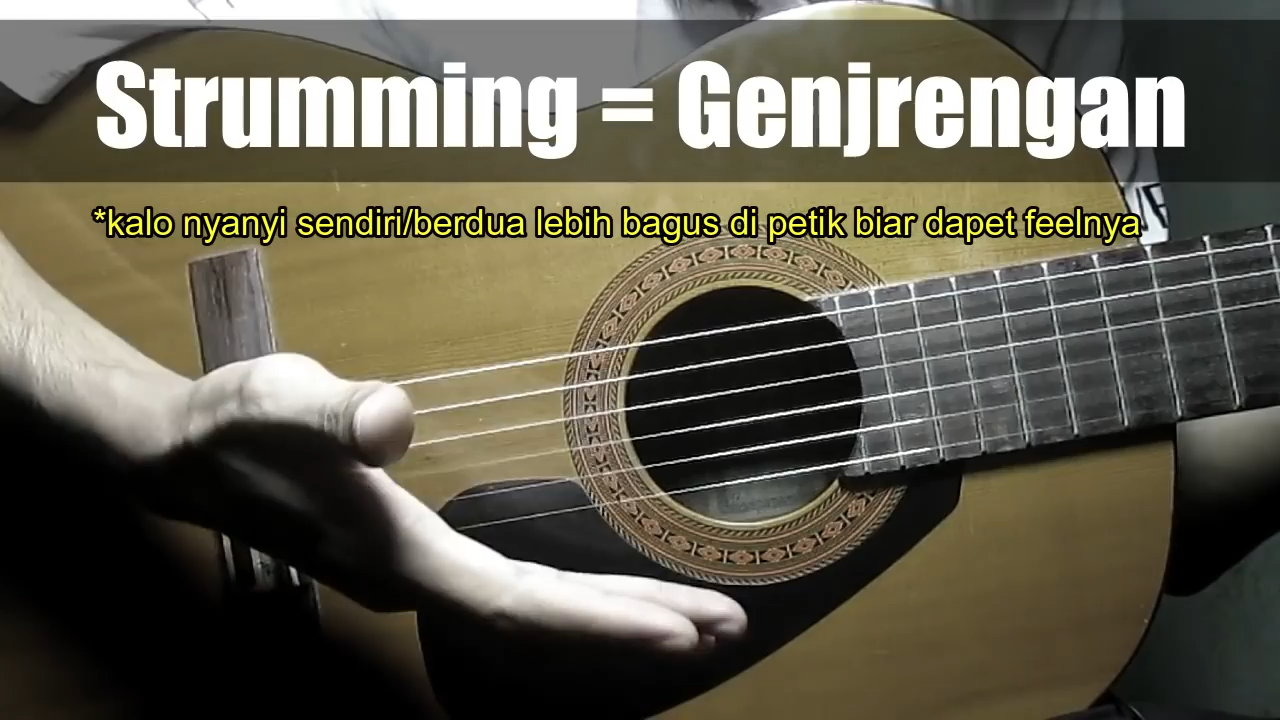 Strumming = Genjrengan
*kalo nyanyi sendiri/berdua lebih bagus di petik biar dapet feelnya